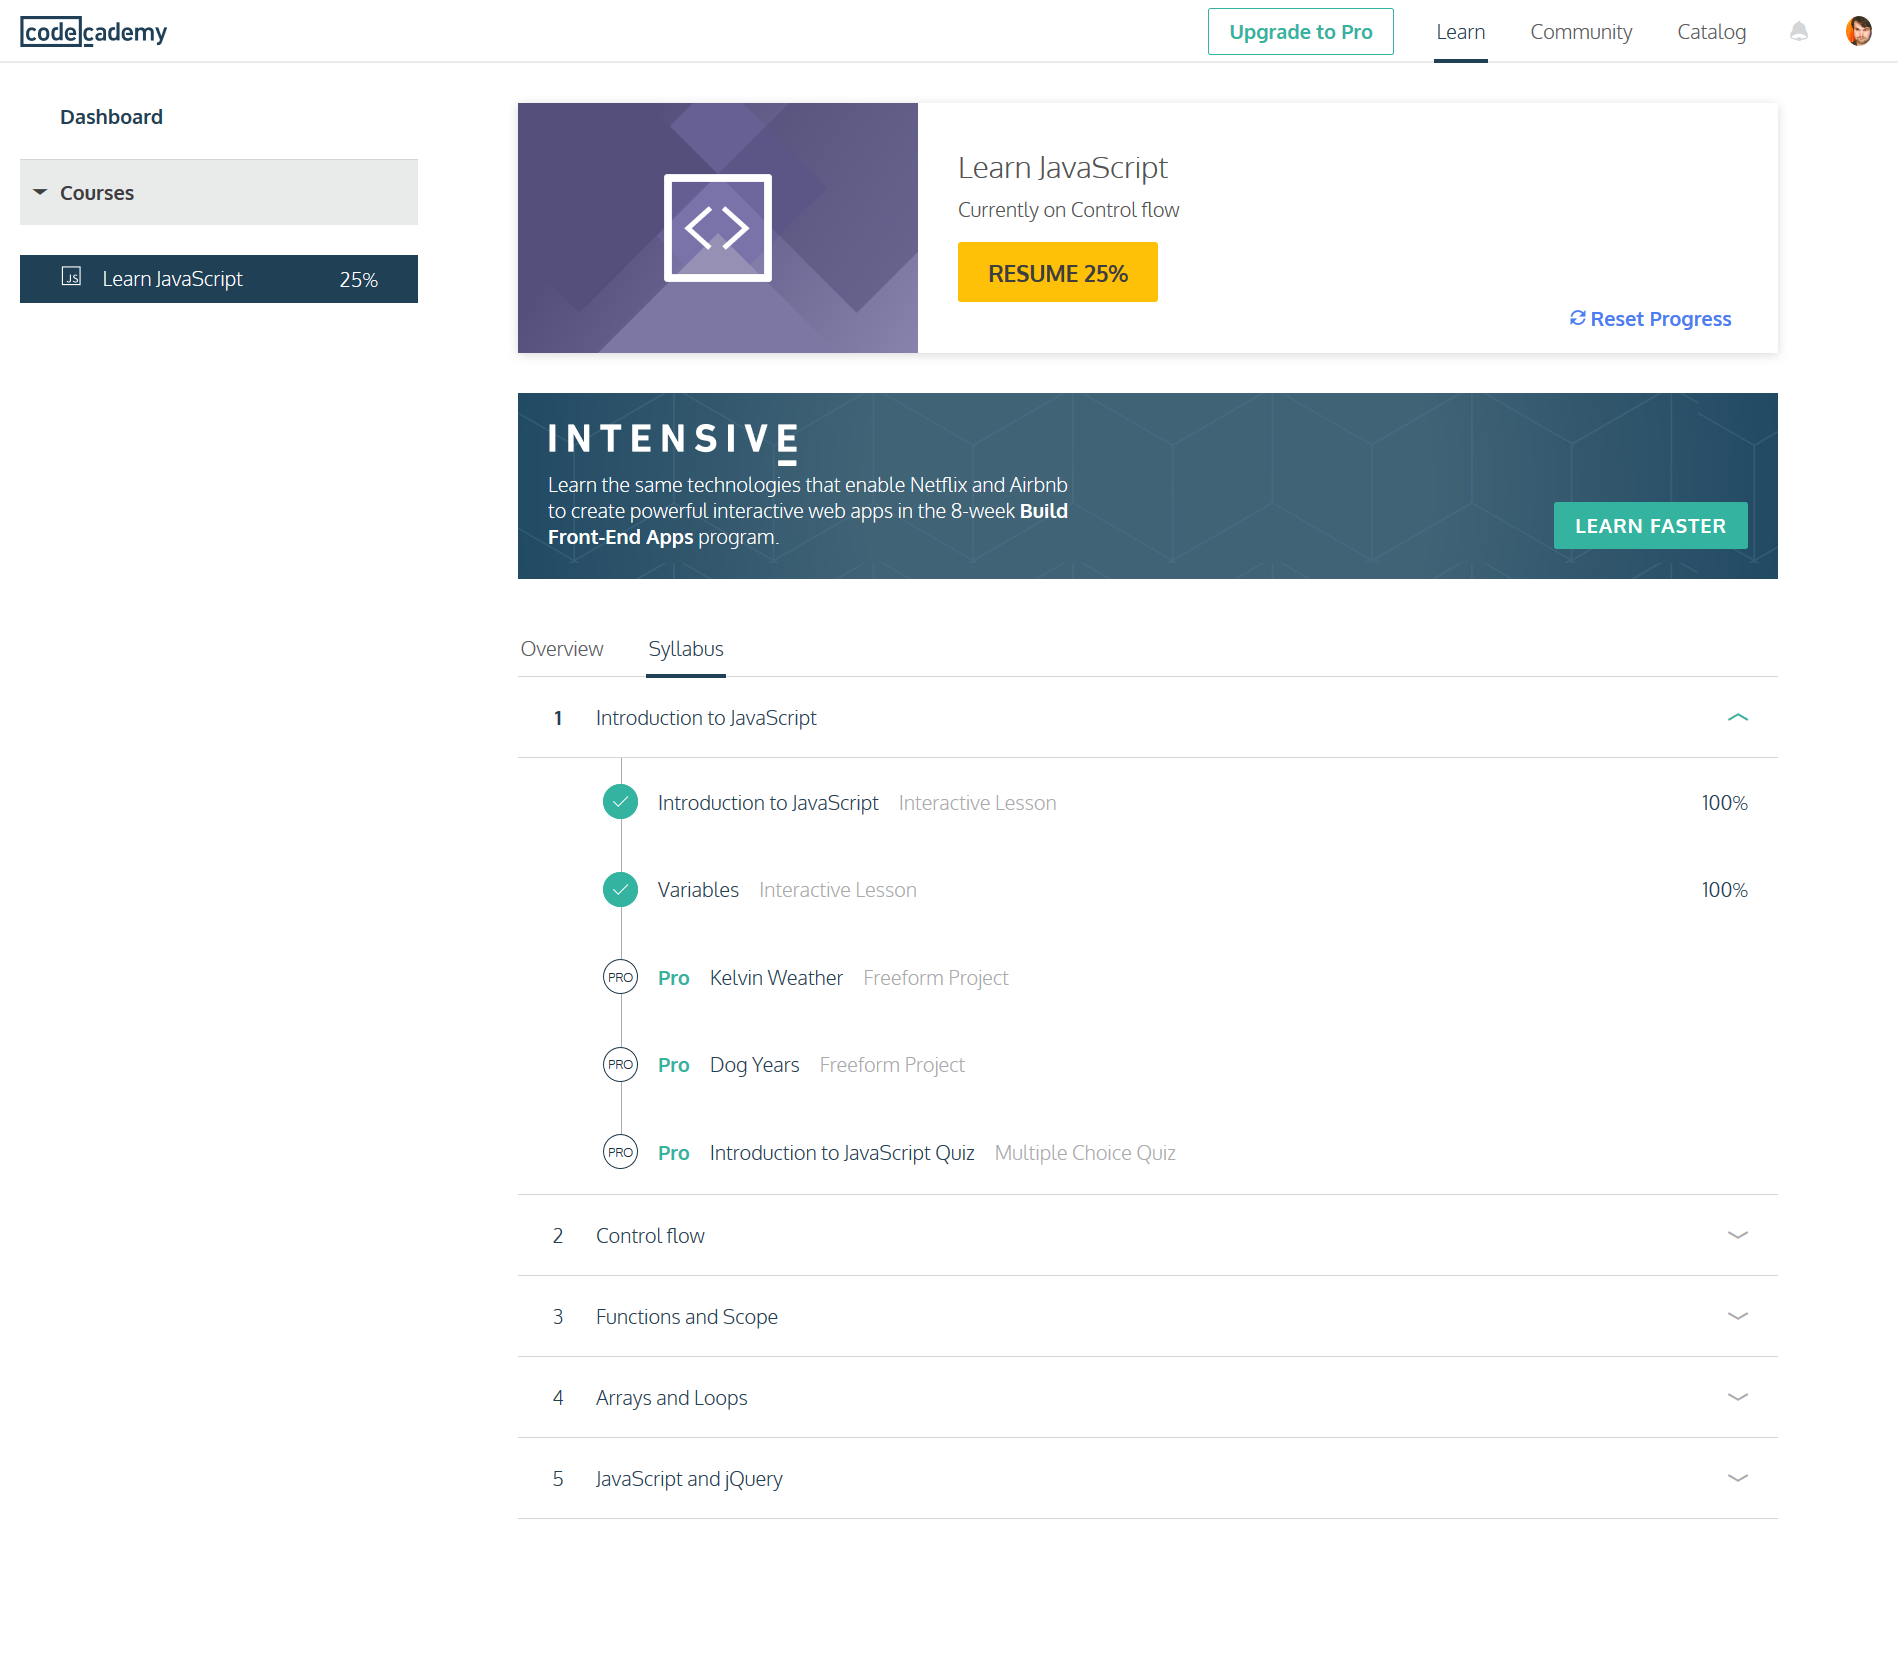 codecademy
Upgrade to Pro
Learn
Community
Catalog
Dashboard
Courses
JS
Learn JavaScript
25%
Learn JavaScript
Currently on Control flow
RESUME 25%
Reset Progress
INTENSIVE
Learn the same technologies that enable Netflix and Airbnb
to create powerful interactive web apps in the 8-week Build
Front-End Apps program.
LEARN FASTER
Overview
Syllabus
1 Introduction to JavaScript
Introduction to JavaScript Interactive Lesson 100%
Variables Interactive Lesson 100%
PRO Pro Kelvin Weather Freeform Project
PRO Pro Dog Years Freeform Project
PRO Pro Introduction to JavaScript Quiz Multiple Choice Quiz
2 Control flow
3 Functions and Scope
4 Arrays and Loops
5 JavaScript and jQuery